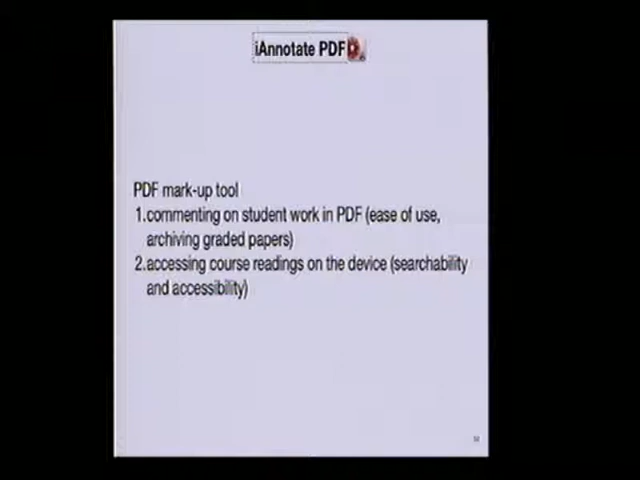 iAnnotate PDF
PDF mark-up tool
1.commenting on student work in PDF (ease of use,
archiving graded papers)
2.accessing course readings on the device (searchability
and accessibility)